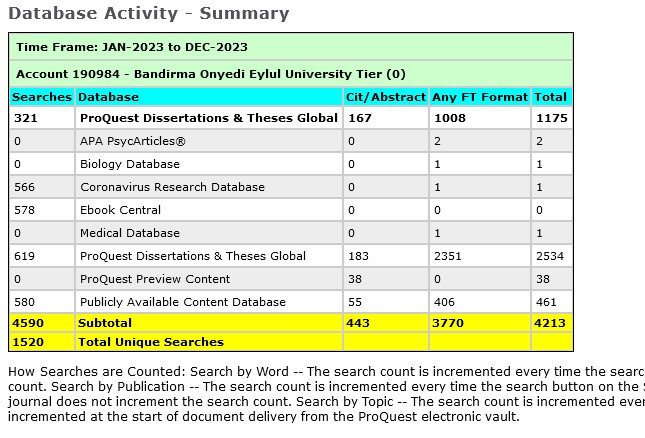 Database Activity - Summary
Time Frame: JAN-2023 to DEC-2023
Account 190984 - Bandirma Onyedi Eylul University Tier (0)
Searches Database Cit/Abstract Any FT Format Total
321 ProQuest Dissertations & Theses Global 167 1008 1175
0 APA PsycArticles® 0 2 2
0 Biology Database 0 1 1
566 Coronavirus Research Database 0 1 1
578 Ebook Central 0 0 0
0 Medical Database 0 1 1
619 ProQuest Dissertations & Theses Global 183 2351 2534
0 ProQuest Preview Content 38 0 38
580 Publicly Available Content Database 55 406 461
4590 Subtotal 443 3770 4213
1520 Total Unique Searches
How Searches are Counted: Search by Word -- The search count is incremented every time the searc
count. Search by Publication -- The search count is incremented every time the search button on the S
journal does not increment the search count. Search by Topic -- The search count is incremented ever
incremented at the start of document delivery from the ProQuest electronic vault.